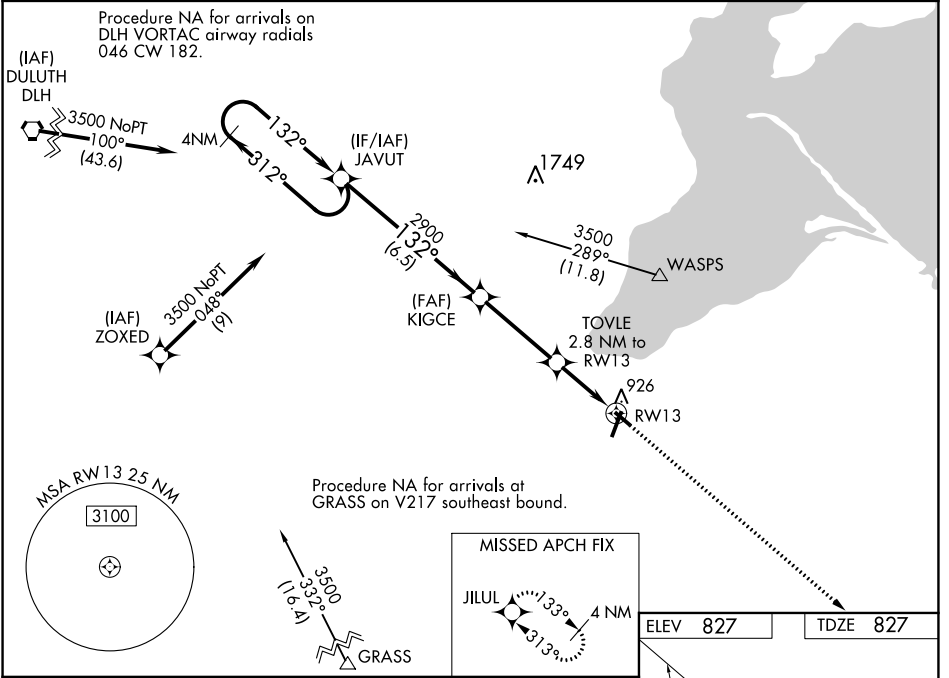 Procedure NA for arrivals on
DLH VORTAC airway radials
046 CW 182.
(IAF)
DULUTH
DLH
3500 NoPT
100°
(43.6)
4NM
132°
312°
(IF/IAF)
JAVUT
1749
2900
132°
(6.5)
3500
289°
(11.8)
WASPS
(IAF)
ZOXED
3500 NoPT
048°
(9)
(FAF)
KIGCE
TOVLE
2.8 NM to
RW13
926
RW13
MSA RW13 25 NM
3100
Procedure NA for arrivals at
GRASS on V217 southeast bound.
3500
332°
(16.4)
GRASS
MISSED APCH FIX
JILUL
133°
313°
4 NM
ELEV 827
TDZE 827